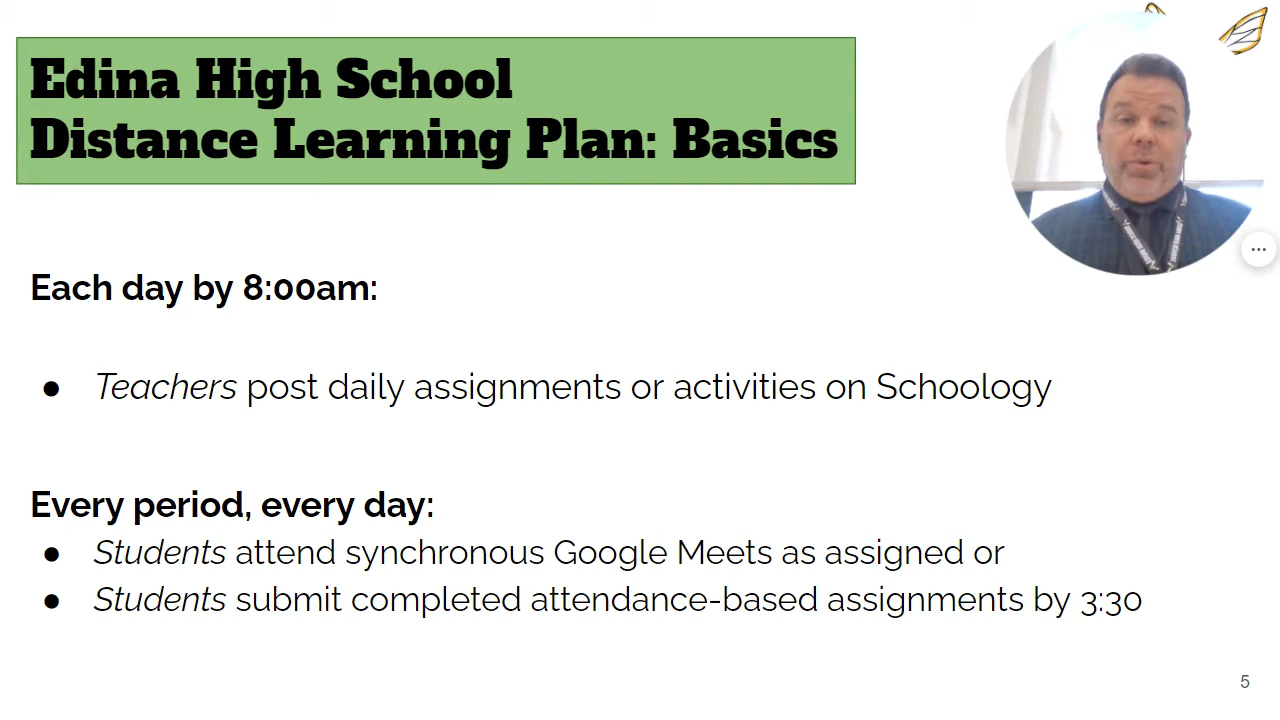 Edina High School
Distance Learning Plan: Basics
Each day by 8:00am:
● Teachers post daily assignments or activities on Schoology
Every period, every day:
● Students attend synchronous Google Meets as assigned or
● Students submit completed attendance-based assignments by 3:30
5